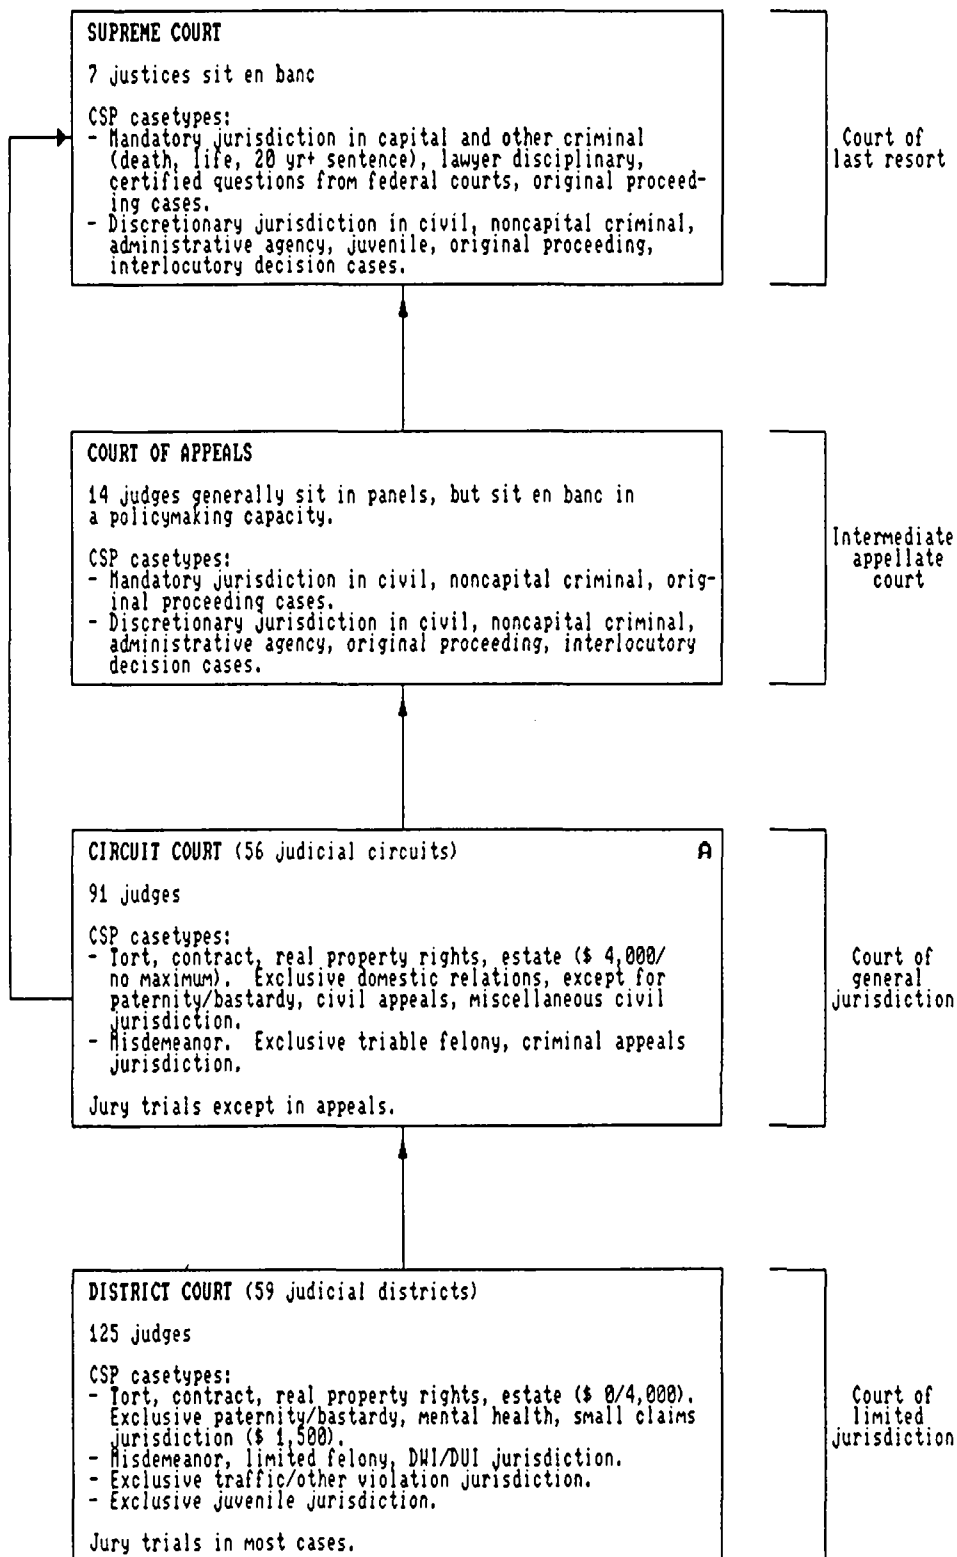 SUPREME COURT
7 justices sit en banc
CSP casetypes:
- Mandatory jurisdiction in capital and other criminal
(death, life, 20 yr+ sentence), lawyer disciplinary,
certified questions from federal courts, original proceed-
ing cases.
- Discretionary jurisdiction in civil, noncapital criminal,
administrative agency, juvenile, original proceeding,
interlocutory decision cases.
Court of
last resort
COURT OF APPEALS
14 judges generally sit in panels, but sit en banc in
a policymaking capacity.
CSP casetypes:
- Mandatory jurisdiction in civil, noncapital criminal, orig-
inal proceeding cases.
- Discretionary jurisdiction in civil, noncapital criminal,
administrative agency, original proceeding, interlocutory
decision cases.
Intermediate
appellate
court
CIRCUIT COURT (56 judicial circuits) A
91 judges
CSP casetypes:
- Tort, contract, real property rights, estate ($ 4,000/
no maximum). Exclusive domestic relations, except for
paternity/bastardy, civil appeals, miscellaneous civil
jurisdiction.
- Misdemeanor. Exclusive triable felony, criminal appeals
jurisdiction.
Jury trials except in appeals.
Court of
general
jurisdiction
DISTRICT COURT (59 judicial districts)
125 judges
CSP casetypes:
- Tort, contract, real property rights, estate ($ 0/4,000).
Exclusive paternity/bastardy, mental health, small claims
jurisdiction ($ 1,500).
- Misdemeanor, limited felony, DWI/DUI jurisdiction.
- Exclusive traffic/other violation jurisdiction.
- Exclusive juvenile jurisdiction.
Jury trials in most cases.
Court of
limited
jurisdiction